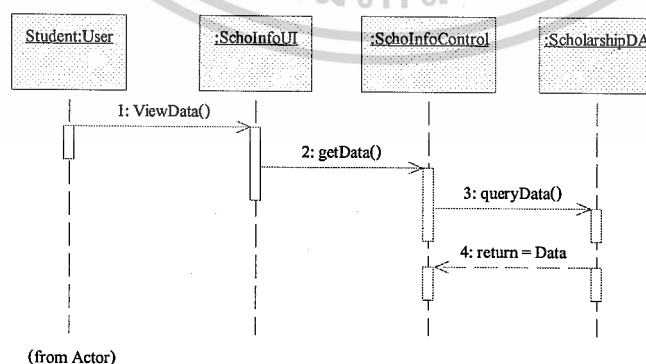 Student:User
:SchoInfoUI
:SchoInfoControl
:ScholarshipDA
1: ViewData()
2: getData()
3: queryData()
4: return = Data
(from Actor)